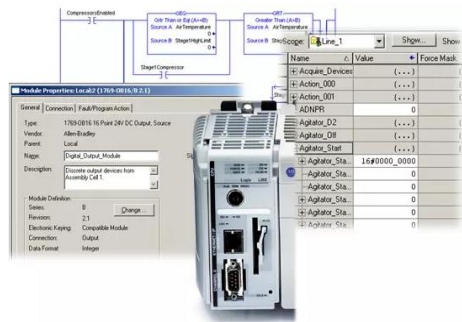 CompressorsEnabled
GEQ
Grtr Than or Eql (A>=B)
Source A AirTemperature
0
Source B Stage1HighLimit
0
GRT
Greater Than (A>B)
Source A AirTemperature
0
Source B
Stage1Compressor
Module Properties: Local:2 (1769-OB16/B 2.1)
General Connection Fault/Program Action
Type: 1769-OB16 16 Point 24V DC Output, Source
Vendor: Allen-Bradley
Parent: Local
Name: Digital_Output_Module
Description: Discrete output devices from Assembly Cell 1.
Module Definition
Series: B Change ...
Revision: 2.1
Electronic Keying: Compatible Module
Connection: Output
Data Format: Integer
Scope: Line_1 Show... Show
Name Value Force Mask
Acquire_Devices {...}
Action_000 {...}
Action_001 {...}
ADNPR 0
Agitator_D2 {...}
Agitator_OIf {...}
Agitator_Start {...}
Agitator_Sta... 16#0000_0000
Agitator_Sta... 0
Agitator_Sta... 0
Agitator_Sta... 0
Agitator_Sta... 0